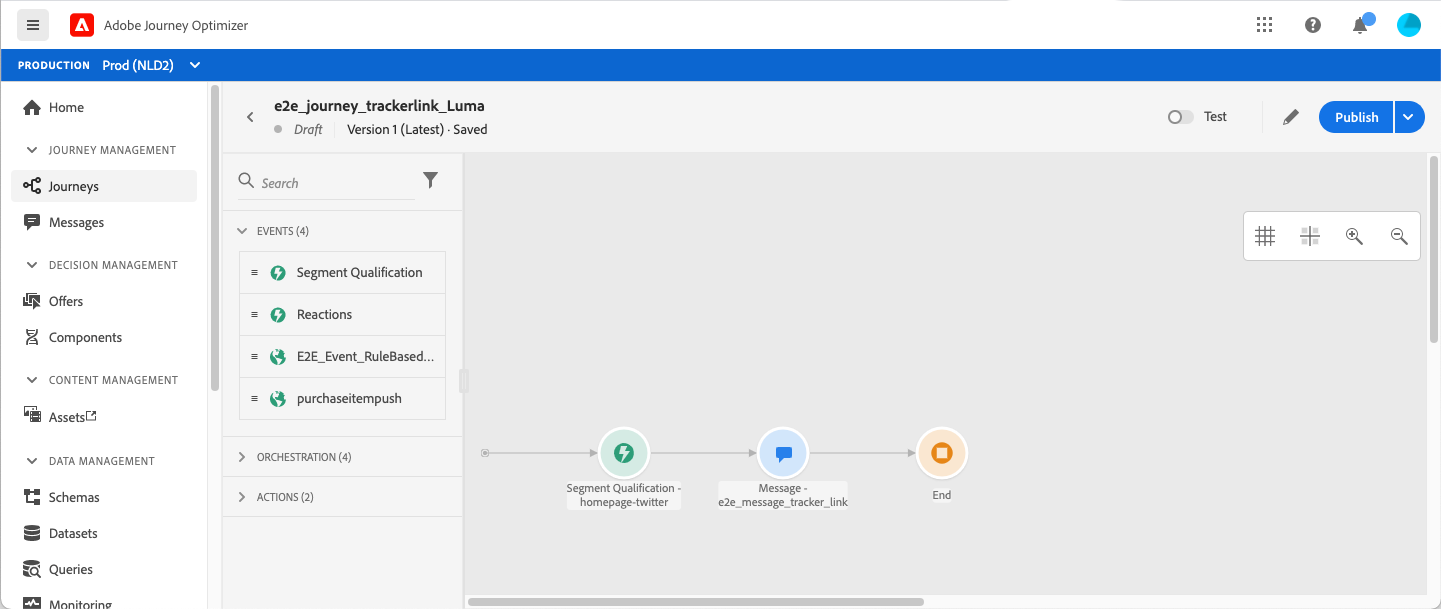 Adobe Journey Optimizer
PRODUCTION Prod (NLD2)
Home
JOURNEY MANAGEMENT
Journeys
Messages
DECISION MANAGEMENT
Offers
Components
CONTENT MANAGEMENT
Assets
DATA MANAGEMENT
Schemas
Datasets
Queries
Monitoring
e2e_journey_trackerlink_Luma
Draft Version 1 (Latest) · Saved
Test
Publish
Search
EVENTS (4)
Segment Qualification
Reactions
E2E_Event_RuleBased...
purchaseitempush
ORCHESTRATION (4)
ACTIONS (2)
Segment Qualification -
homepage-twitter
Message -
e2e_message_tracker_link
End